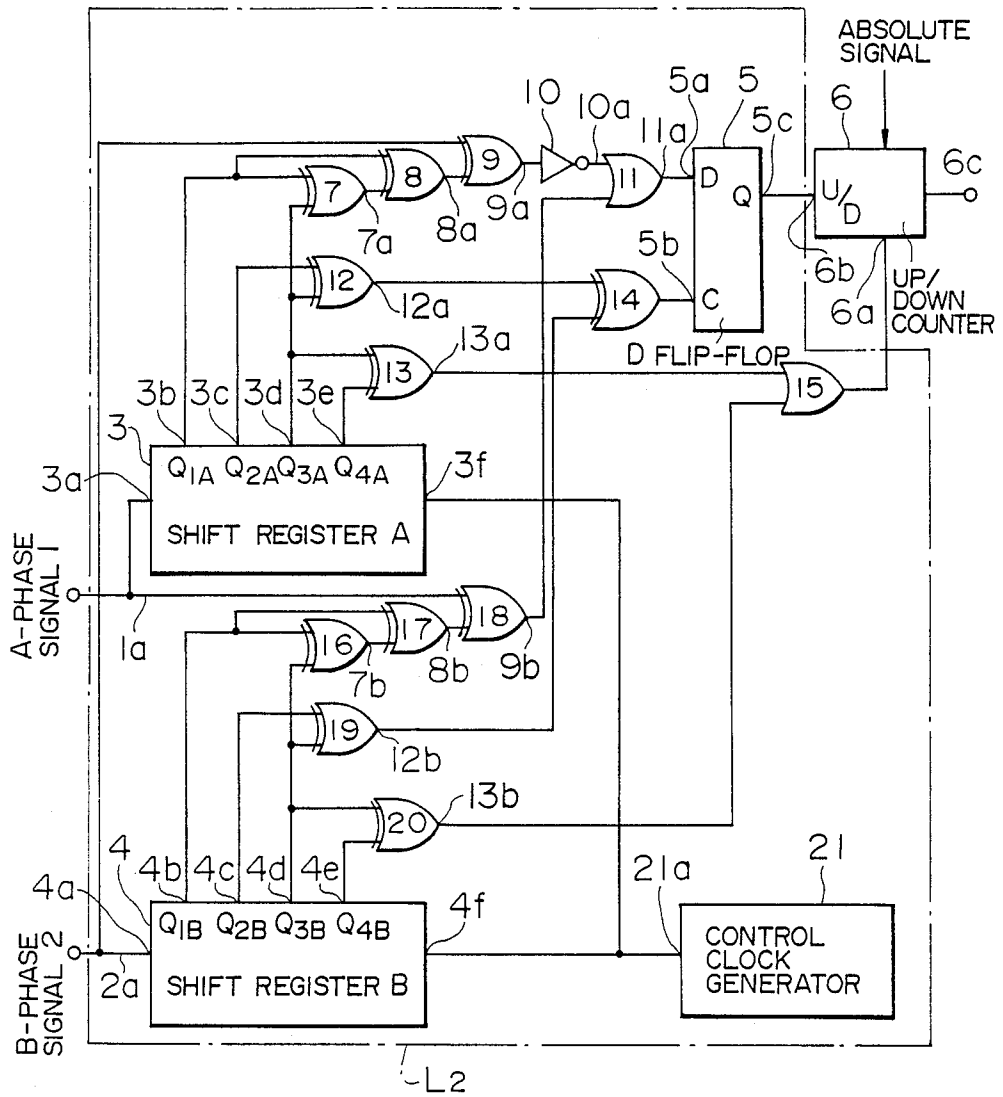 ABSOLUTE
SIGNAL
10
10a
5a
5
6
5c
11a
9
8
7
11
D
Q
U/
D
6c
9a
8a
7a
5b
6b
6a
UP/
DOWN
COUNTER
12
12a
14
C
D FLIP-FLOP
13
13a
15
3b
3c
3d
3e
3
3a
Q1A
Q2A
Q3A
Q4A
3f
SHIFT REGISTER A
A-PHASE
SIGNAL 1
1a
18
17
16
9b
8b
7b
19
12b
20
13b
4b
4c
4d
4e
4
4a
Q1B
Q2B
Q3B
Q4B
4f
21a
21
B-PHASE
SIGNAL 2
2a
SHIFT REGISTER B
CONTROL
CLOCK
GENERATOR
L2